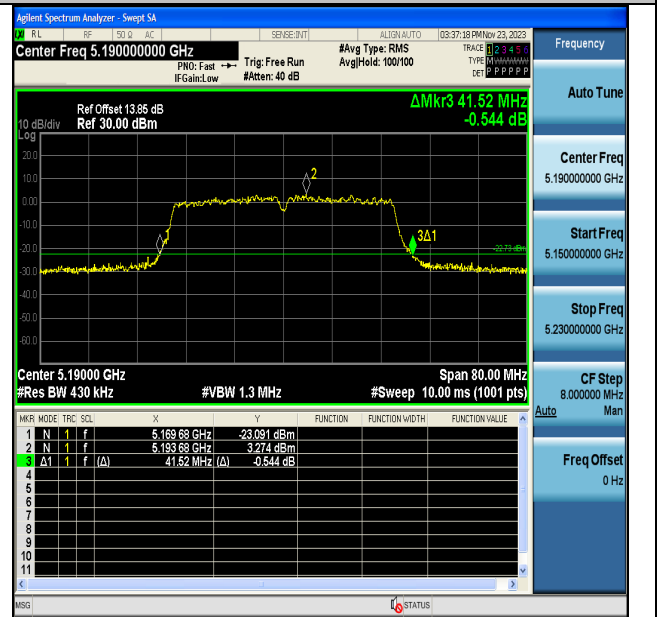 Agilent Spectrum Analyzer - Swept SA
RL RF 50 Ω AC SENSE:INT ALIGN AUTO 03:37:18 PM Nov 23, 2023
Center Freq 5.190000000 GHz
#Avg Type: RMS
TRACE 1 2 3 4 5 6
PNO: Fast Trig: Free Run Avg|Hold: 100/100
TYPE M
IFGain:Low #Atten: 40 dB
DET P P P P P P
Frequency
Auto Tune
Center Freq
5.190000000 GHz
Start Freq
5.150000000 GHz
Stop Freq
5.230000000 GHz
CF Step
8.000000 MHz
Auto Man
Freq Offset
0 Hz
ΔMkr3 41.52 MHz
-0.544 dB
Ref Offset 13.85 dB
10 dB/div Ref 30.00 dBm
Log
20.0
10.0
0.00
-10.0
-20.0
-30.0
-50.0
-60.0
1
2
3Δ1
-22.73 dBm
Center 5.19000 GHz Span 80.00 MHz
#Res BW 430 kHz #VBW 1.3 MHz #Sweep 10.00 ms (1001 pts)
MKR MODE TRC SCL X Y FUNCTION FUNCTION WIDTH FUNCTION VALUE
1 N 1 f 5.169 68 GHz -23.091 dBm
2 N 1 f 5.193 68 GHz 3.274 dBm
3 Δ1 1 f (Δ) 41.52 MHz (Δ) -0.544 dB
4
5
6
7
8
9
10
11
MSG STATUS